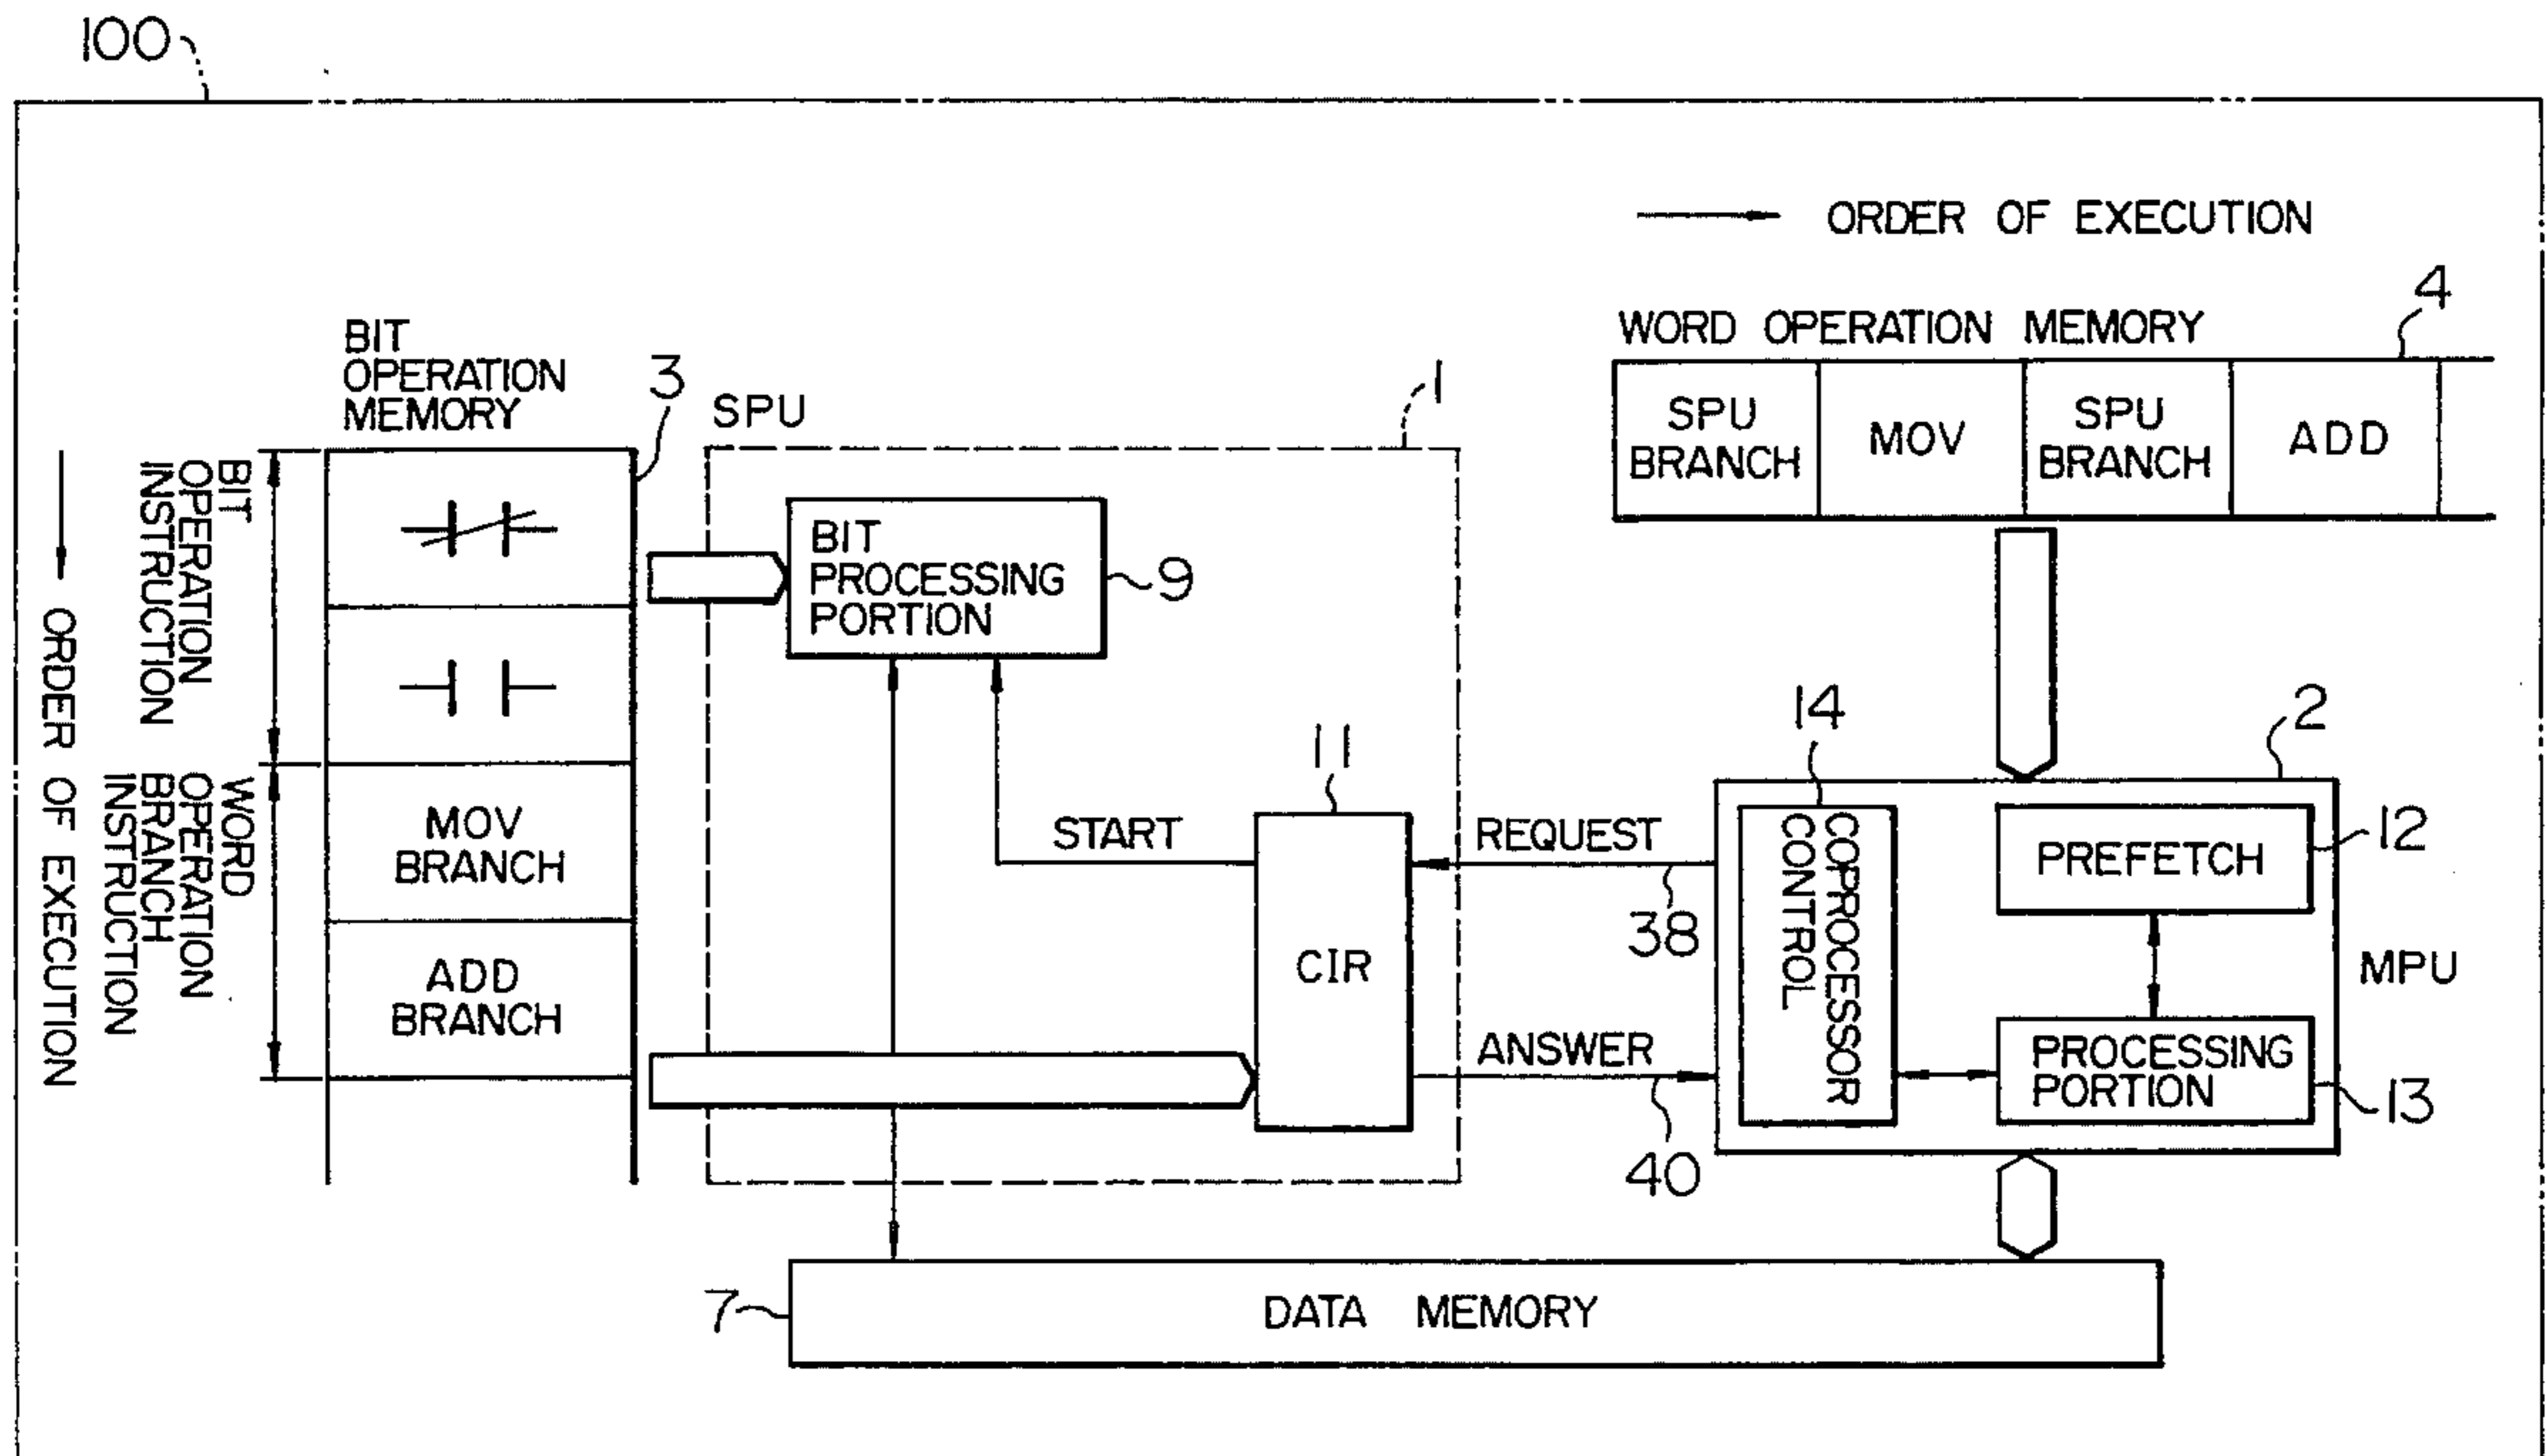 100
ORDER OF EXECUTION
4
WORD OPERATION MEMORY
SPU
BRANCH
MOV
SPU
BRANCH
ADD
BIT
OPERATION
MEMORY
3
SPU
1
BIT
OPERATION
INSTRUCTION
ORDER OF EXECUTION
WORD
OPERATION
BRANCH
INSTRUCTION
MOV
BRANCH
ADD
BRANCH
BIT
PROCESSING
PORTION
9
START
11
CIR
REQUEST
38
ANSWER
40
14
COPROCESSOR
CONTROL
2
PREFETCH
12
MPU
PROCESSING
PORTION
13
7
DATA MEMORY